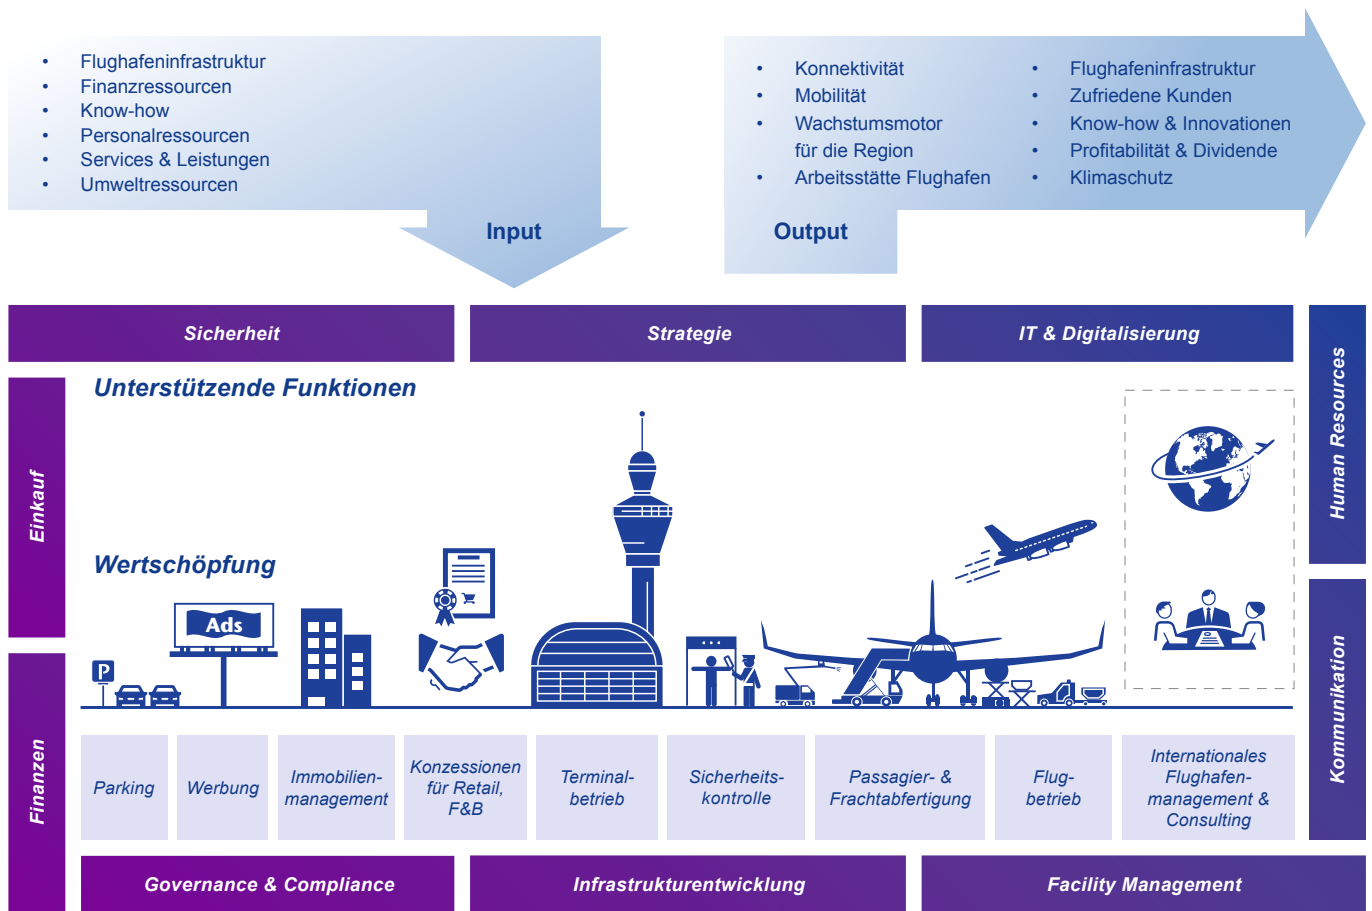 • Flughafeninfrastruktur
• Finanzressourcen
• Know-how
• Personalressourcen
• Services & Leistungen
• Umweltressourcen
Input
• Konnektivität
• Mobilität
• Wachstumsmotor
für die Region
• Arbeitsstätte Flughafen
• Flughafeninfrastruktur
• Zufriedene Kunden
• Know-how & Innovationen
• Profitabilität & Dividende
• Klimaschutz
Output
Sicherheit
Strategie
IT & Digitalisierung
Human Resources
Einkauf
Unterstützende Funktionen
Wertschöpfung
P
Ads
Finanzen
Kommunikation
Parking
Werbung
Immobilien-
management
Konzessionen
für Retail,
F&B
Terminal-
betrieb
Sicherheits-
kontrolle
Passagier- &
Frachtabfertigung
Flug-
betrieb
Internationales
Flughafen-
management &
Consulting
Governance & Compliance
Infrastrukturentwicklung
Facility Management